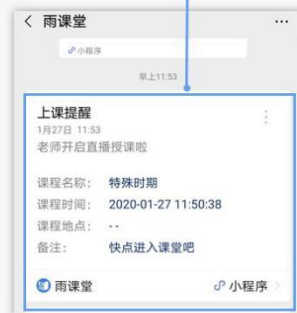 雨课堂
小程序
早上11:53
上课提醒
1月27日 11:53
老师开启直播授课啦
课程名称: 特殊时期
课程时间: 2020-01-27 11:50:38
课程地点: --
备注: 快点进入课堂吧
雨课堂 小程序